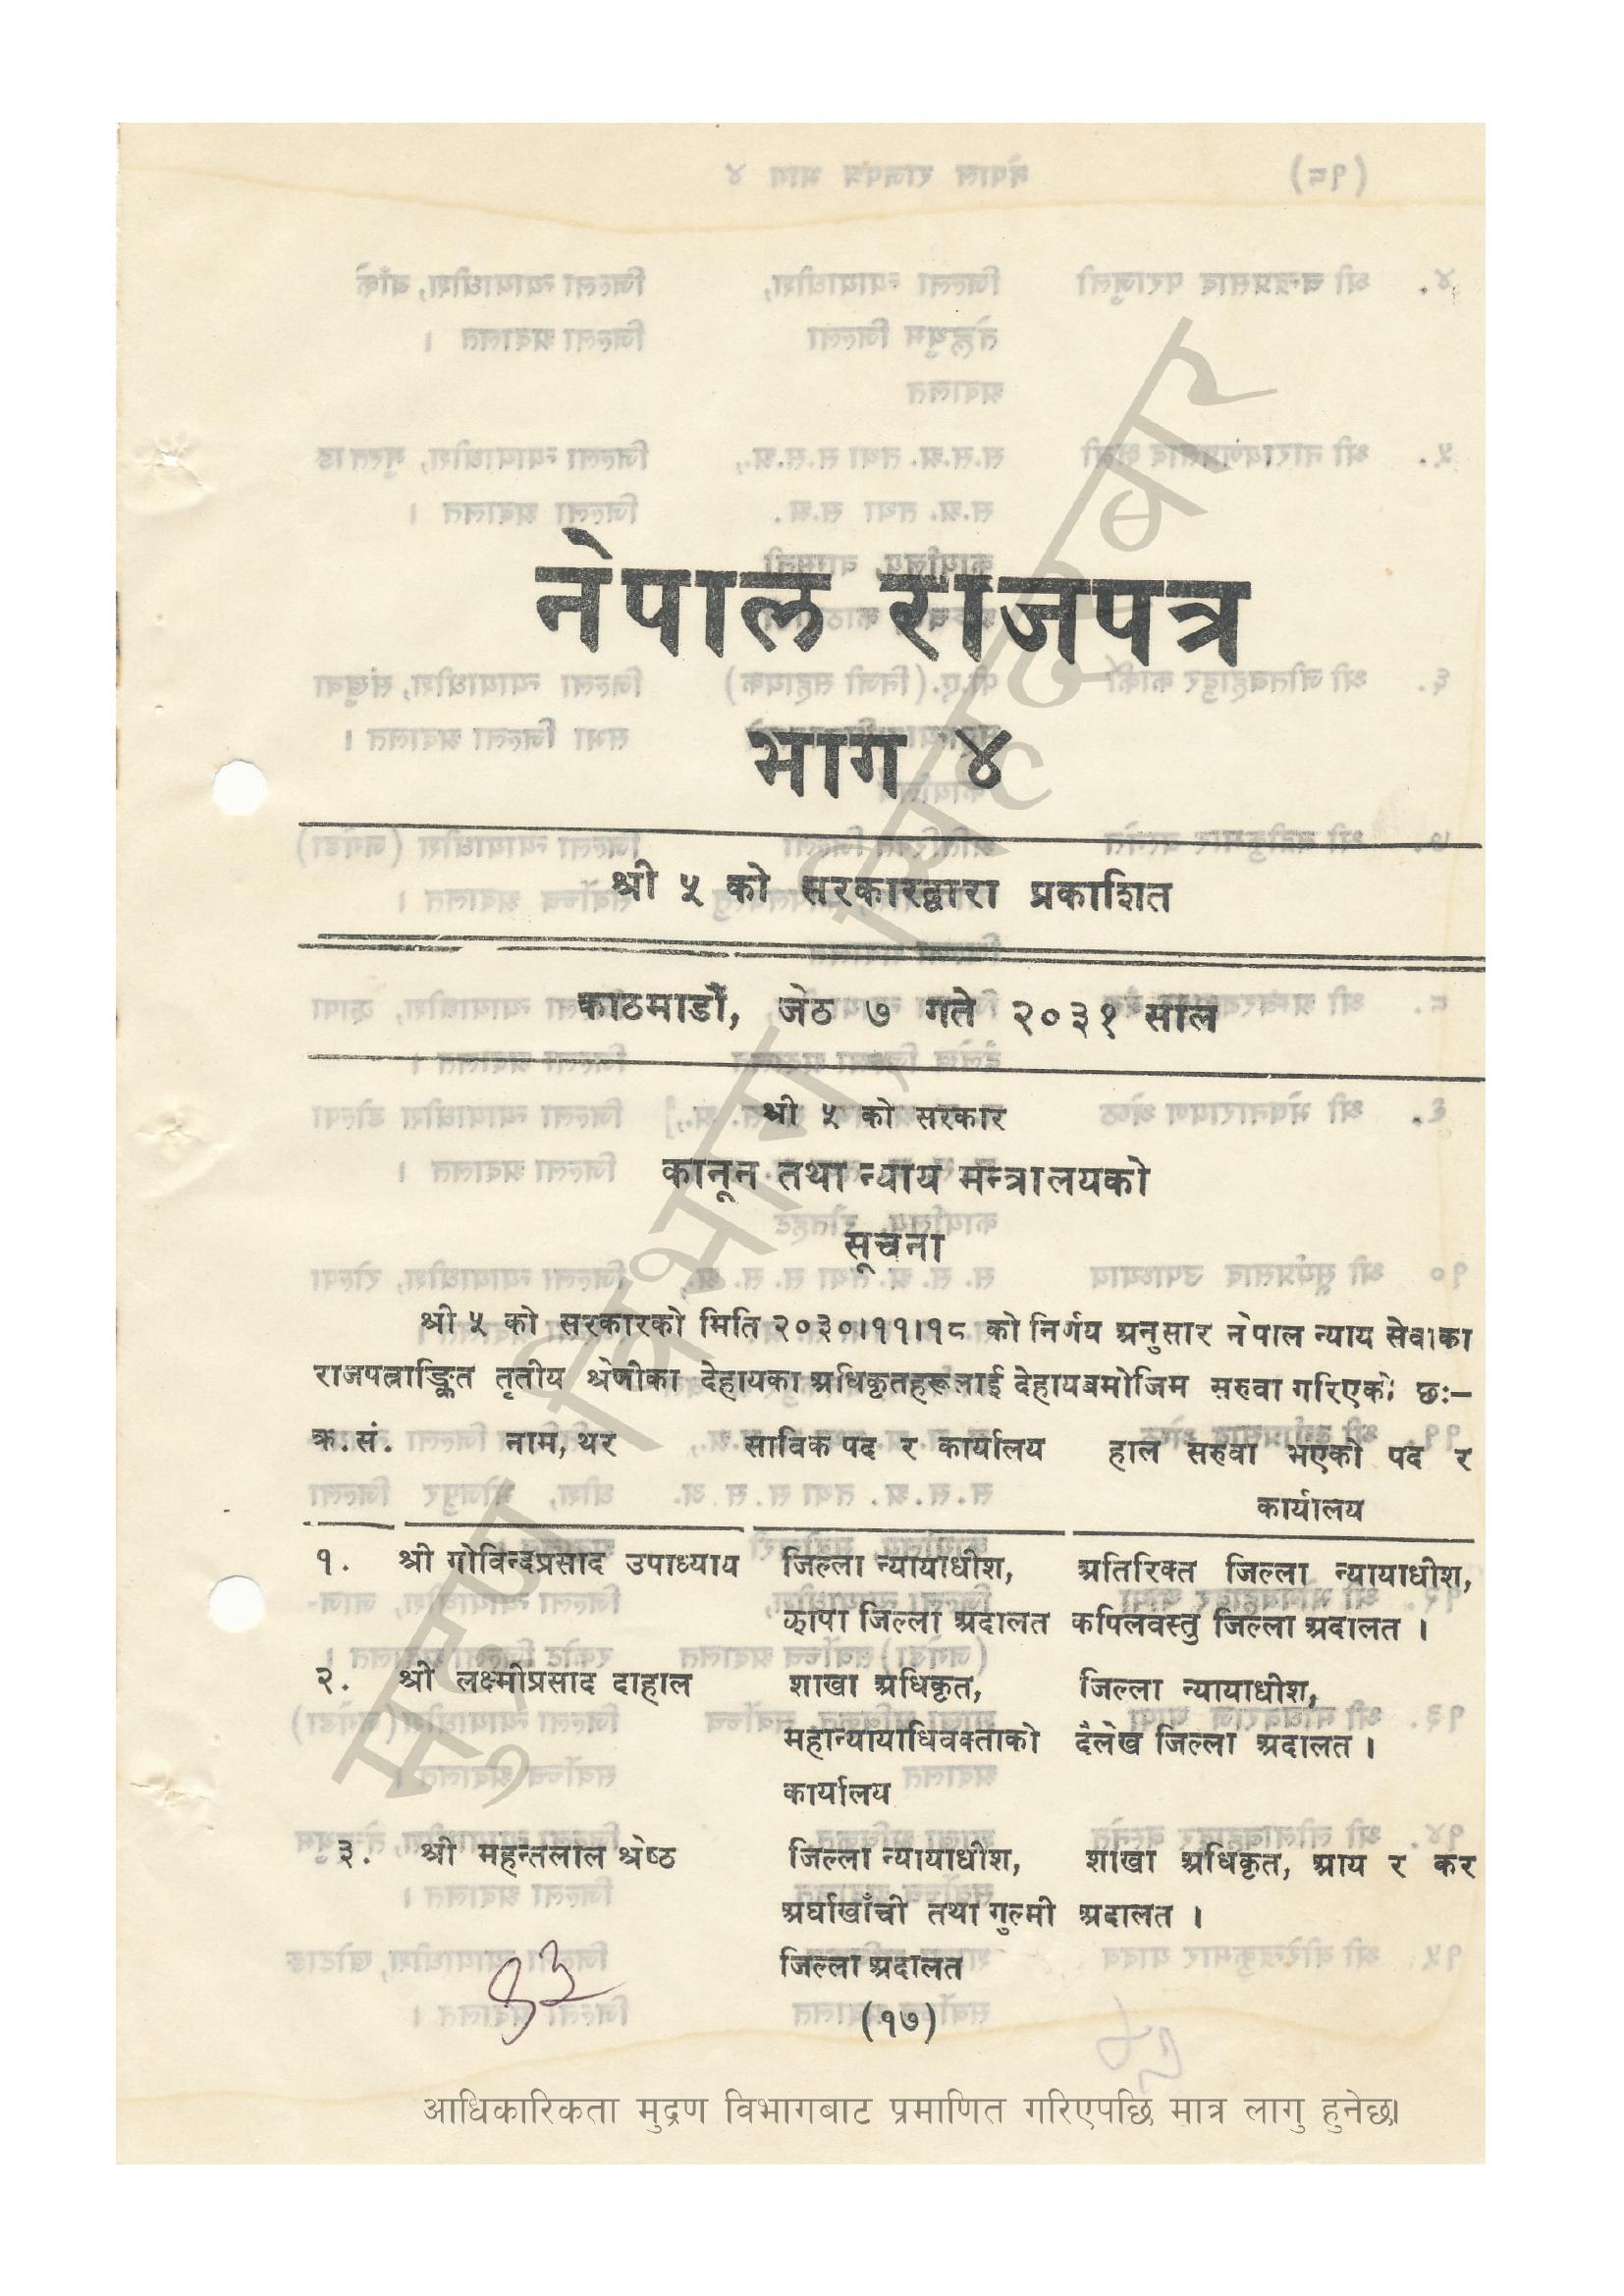 नेपाल राजपत्र
भाग ४
श्री ५ को सरकारद्वारा प्रकाशित
काठमाडौं, जेठ ७ गते २०३१ साल
श्री ५ को सरकार
कानून तथा न्याय मन्त्रालयको
सूचना
श्री ५ को सरकारको मिति २०३०।११।१८ को निर्णय अनुसार नेपाल न्याय सेवाका
राजपत्राङ्कित तृतीय श्रेणीका देहायका अधिकृतहरूलाई देहायबमोजिम सरुवा गरिएको छः–
क्र.सं. नाम, थर साविक पद र कार्यालय हाल सरुवा भएको पद र
कार्यालय
१. श्री गोविन्दप्रसाद उपाध्याय जिल्ला न्यायाधीश, अतिरिक्त जिल्ला न्यायाधीश,
झापा जिल्ला अदालत कपिलवस्तु जिल्ला अदालत ।
२. श्री लक्ष्मीप्रसाद दाहाल शाखा अधिकृत, जिल्ला न्यायाधीश,
महान्यायाधिवक्ताको दैलेख जिल्ला अदालत ।
कार्यालय
३. श्री महन्तलाल श्रेष्ठ जिल्ला न्यायाधीश, शाखा अधिकृत, आय र कर
अर्घाखाँची तथा गुल्मी अदालत ।
जिल्ला अदालत
(१७)
आधिकारिकता मुद्रण विभागबाट प्रमाणित गरिएपछि मात्र लागु हुनेछ।
मुद्रण विभाग, सिंहदरबार